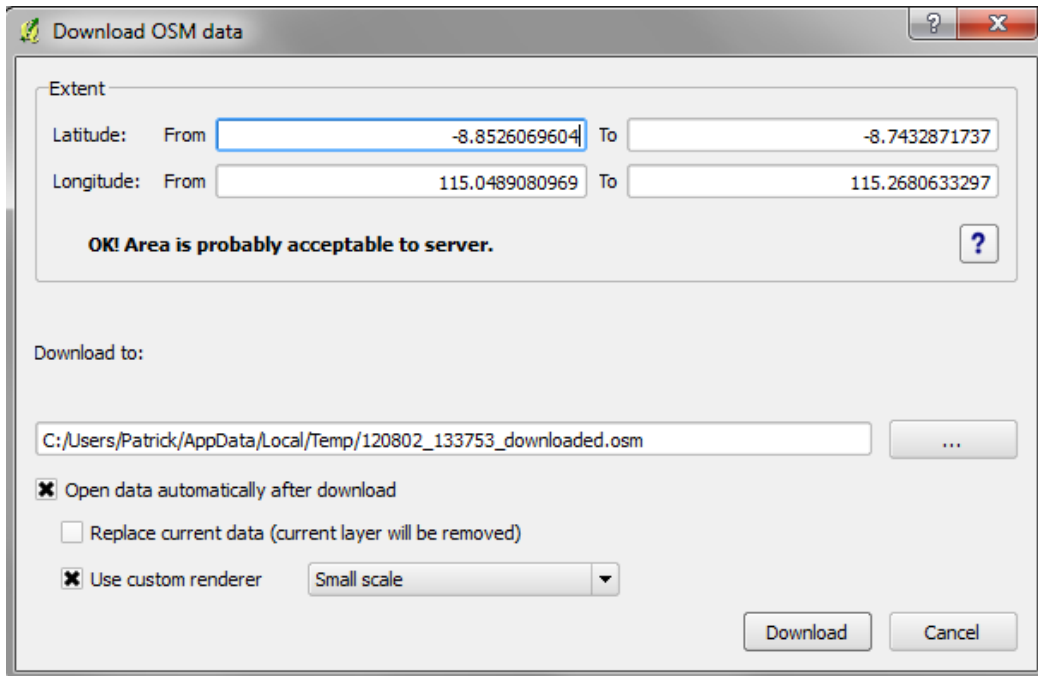 Download OSM data
Extent
Latitude: From -8.8526069604 To -8.7432871737
Longitude: From 115.0489080969 To 115.2680633297
OK! Area is probably acceptable to server.
?
Download to:
C:/Users/Patrick/AppData/Local/Temp/120802_133753_downloaded.osm ...
Open data automatically after download
Replace current data (current layer will be removed)
Use custom renderer Small scale
Download Cancel